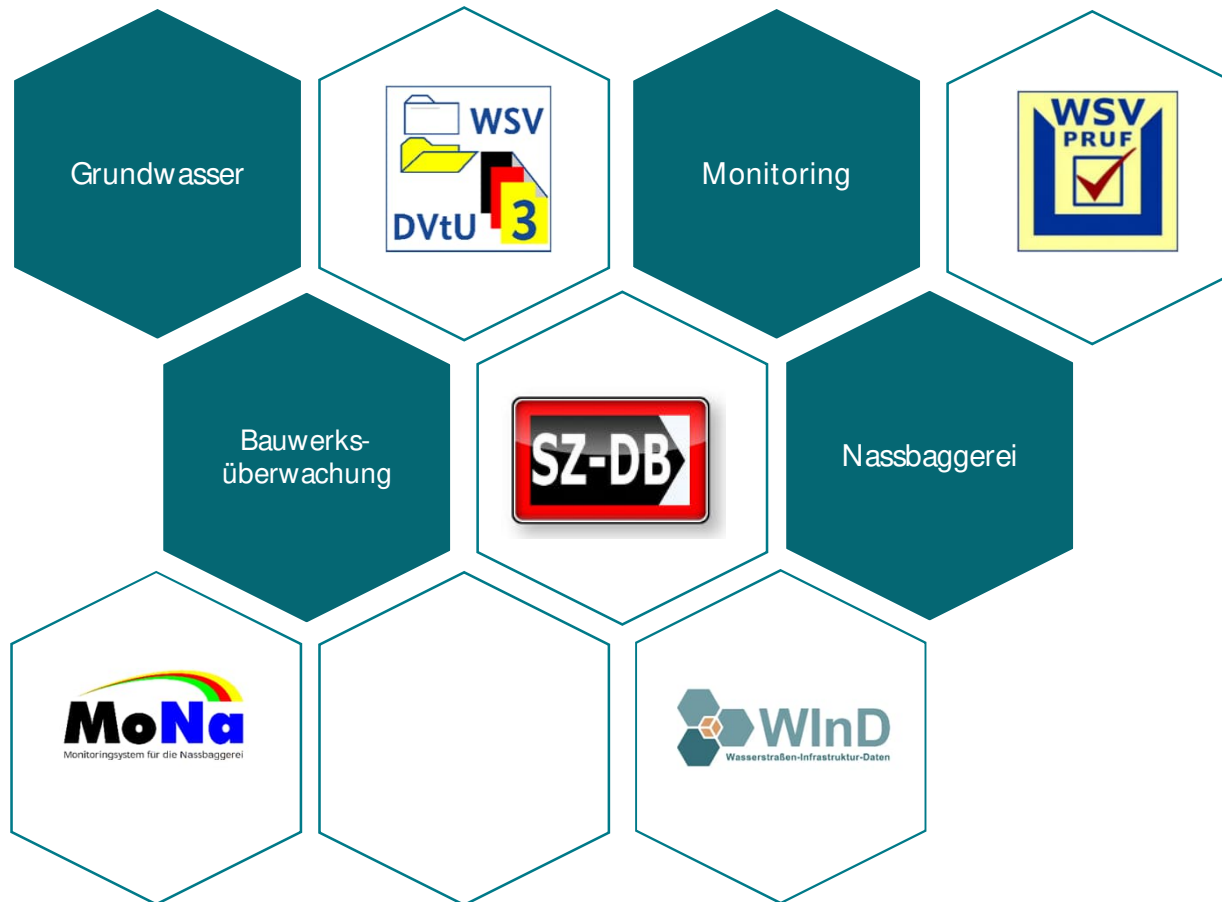 Grundwasser
WSV
DVtU 3
Monitoring
WSV
PRUF
Bauwerks-
überwachung
SZ-DB
Nassbaggerei
MoNa
Monitoringsystem für die Nassbaggerei
WInD
Wasserstraßen-Infrastruktur-Daten